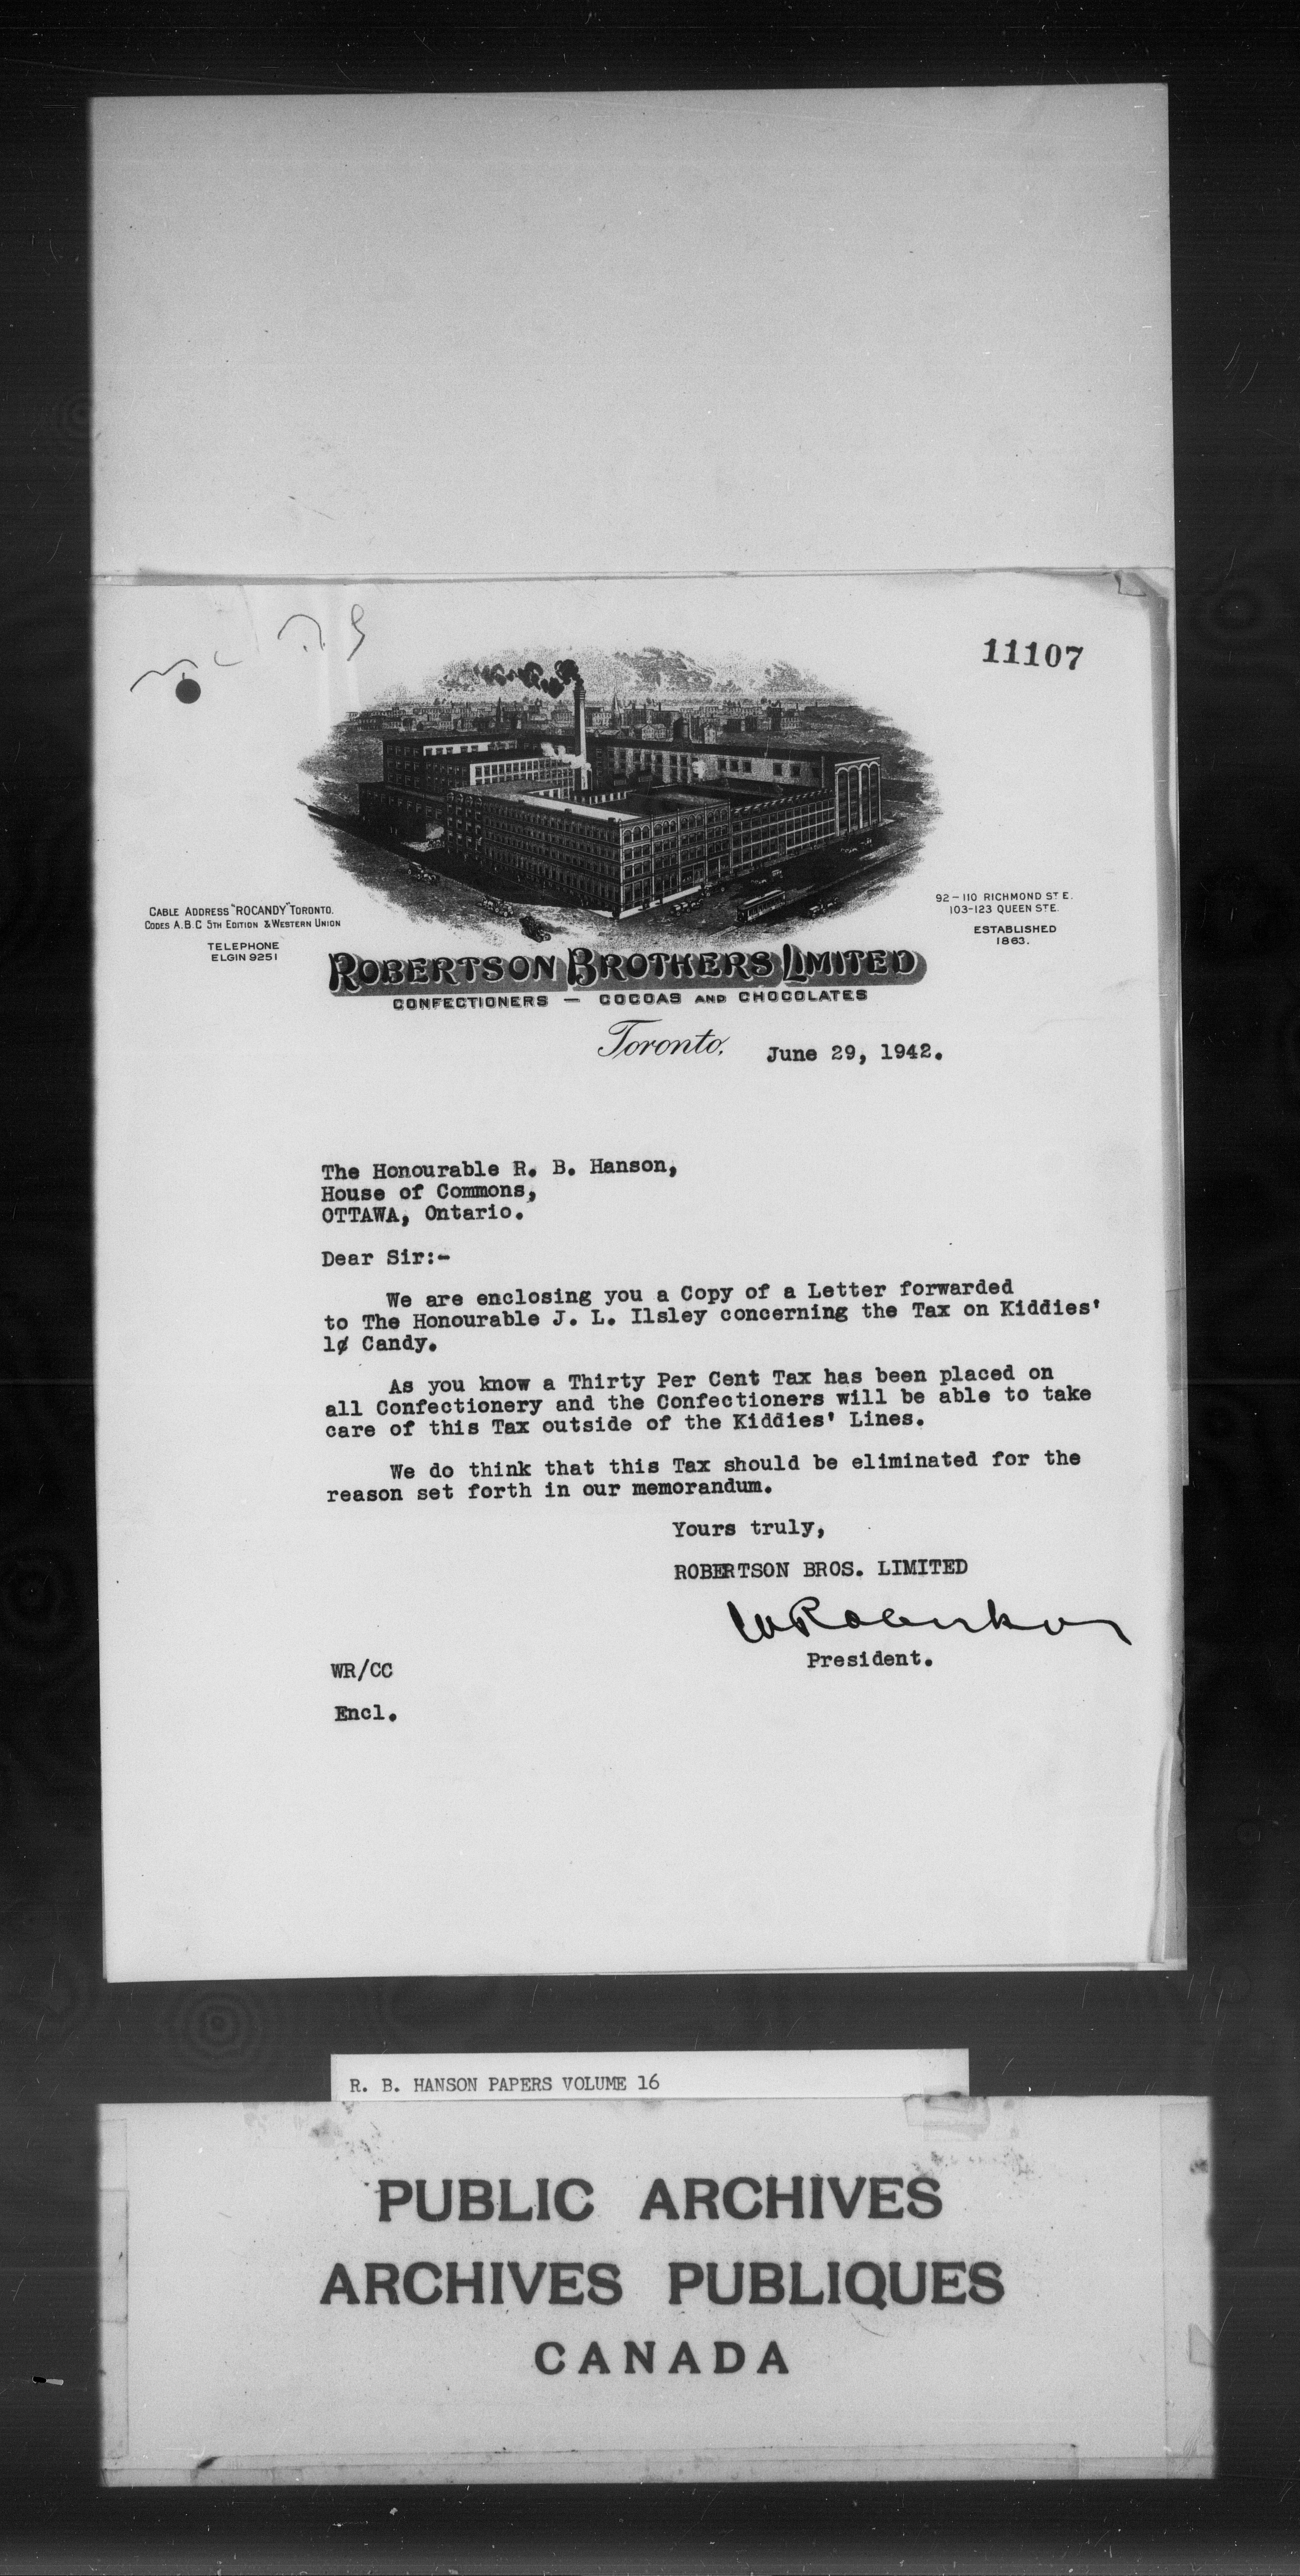 11107
CABLE ADDRESS "ROCANDY" TORONTO.
CODES A.B.C 5TH EDITION & WESTERN UNION
TELEPHONE
ELGIN 9251
92-110 RICHMOND ST E.
103-123 QUEEN ST E.
ESTABLISHED
1863.
ROBERTSON BROTHERS LIMITED
CONFECTIONERS — COCOAS AND CHOCOLATES
Toronto, June 29, 1942.
The Honourable R. B. Hanson,
House of Commons,
OTTAWA, Ontario.
Dear Sir:-
We are enclosing you a Copy of a Letter forwarded
to The Honourable J. L. Ilsley concerning the Tax on Kiddies'
1¢ Candy.
As you know a Thirty Per Cent Tax has been placed on
all Confectionery and the Confectioners will be able to take
care of this Tax outside of the Kiddies' Lines.
We do think that this Tax should be eliminated for the
reason set forth in our memorandum.
Yours truly,
ROBERTSON BROS. LIMITED
W Robertson
President.
WR/CC
Encl.
R. B. HANSON PAPERS VOLUME 16
PUBLIC ARCHIVES
ARCHIVES PUBLIQUES
CANADA